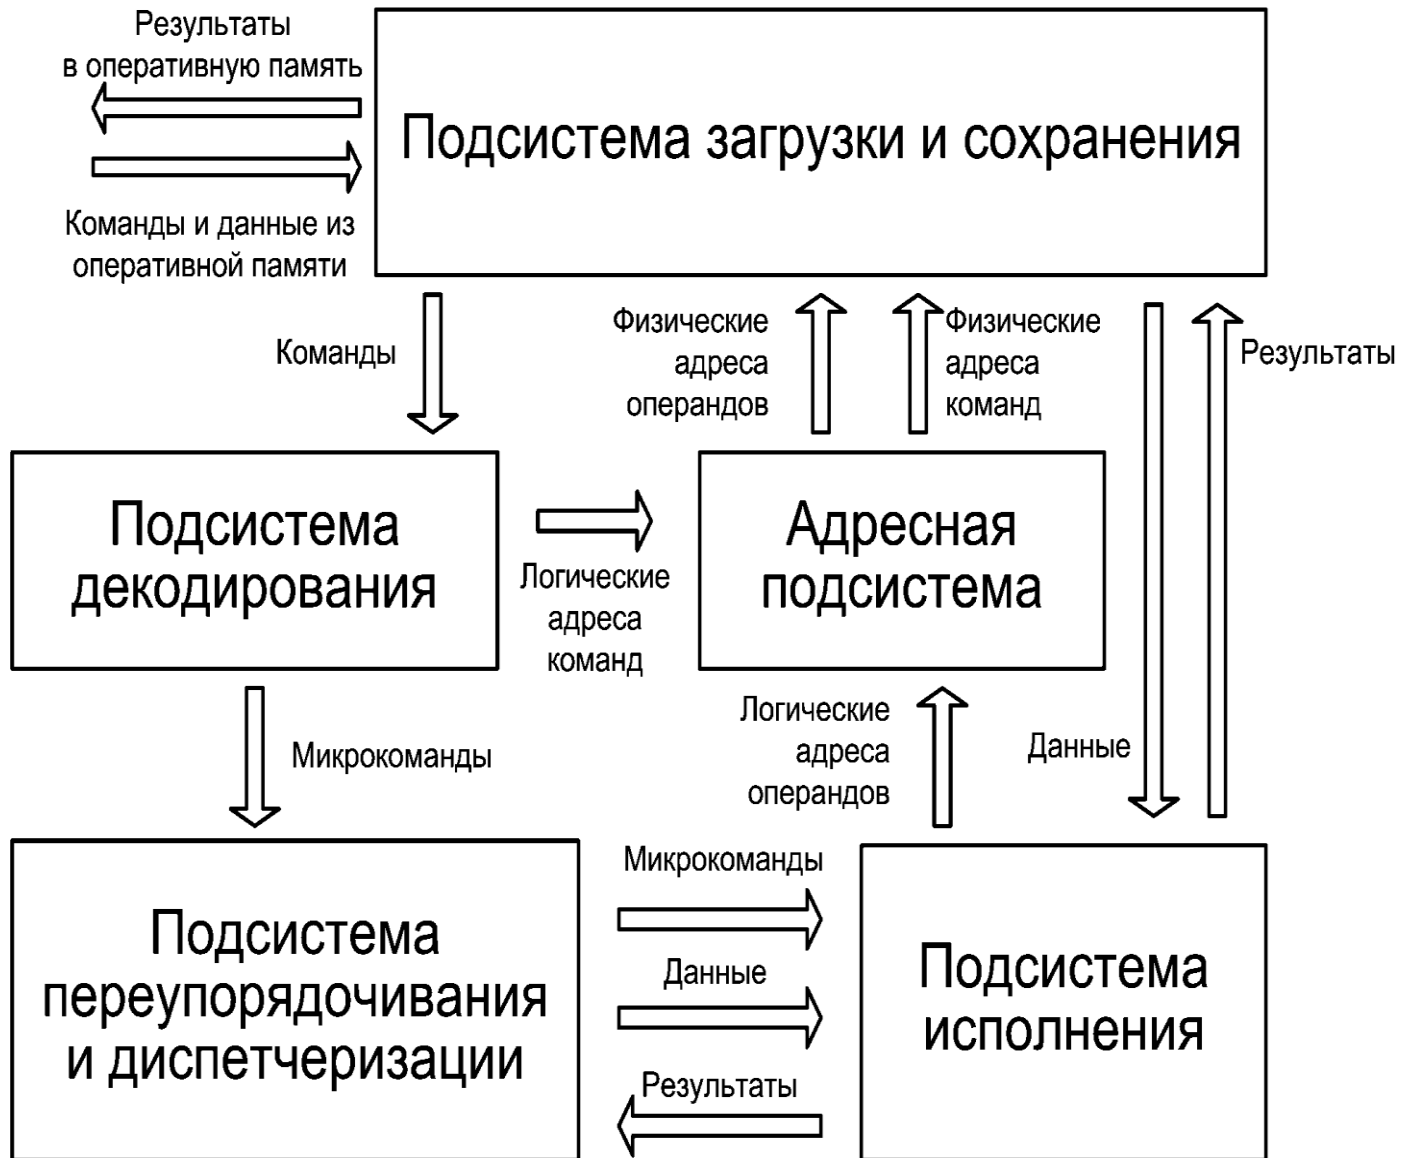 Результаты
в оперативную память
Подсистема загрузки и сохранения
Команды и данные из
оперативной памяти
Команды
Физические
адреса
операндов
Физические
адреса
команд
Результаты
Подсистема
декодирования
Логические
адреса
команд
Адресная
подсистема
Микрокоманды
Логические
адреса
операндов
Данные
Подсистема
переупорядочивания
и диспетчеризации
Микрокоманды
Данные
Результаты
Подсистема
исполнения